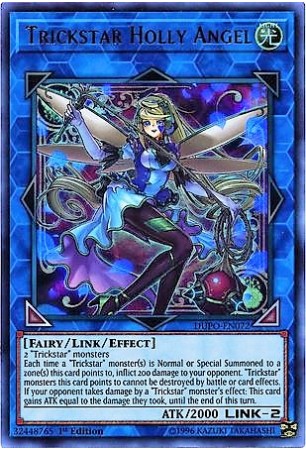 TRICKSTAR HOLLY ANGEL
光
DUPO-EN072
[FAIRY/LINK/EFFECT]
2 "Trickstar" monsters
Each time a "Trickstar" monster(s) is Normal or Special Summoned to a
zone(s) this card points to, inflict 200 damage to your opponent. "Trickstar"
monsters this card points to cannot be destroyed by battle or card effects.
If your opponent takes damage by a "Trickstar" monster's effect: This card
gains ATK equal to the damage they took, until the end of this turn.
ATK/2000 LINK-2
32448765 1st Edition ©1996 KAZUKI TAKAHASHI